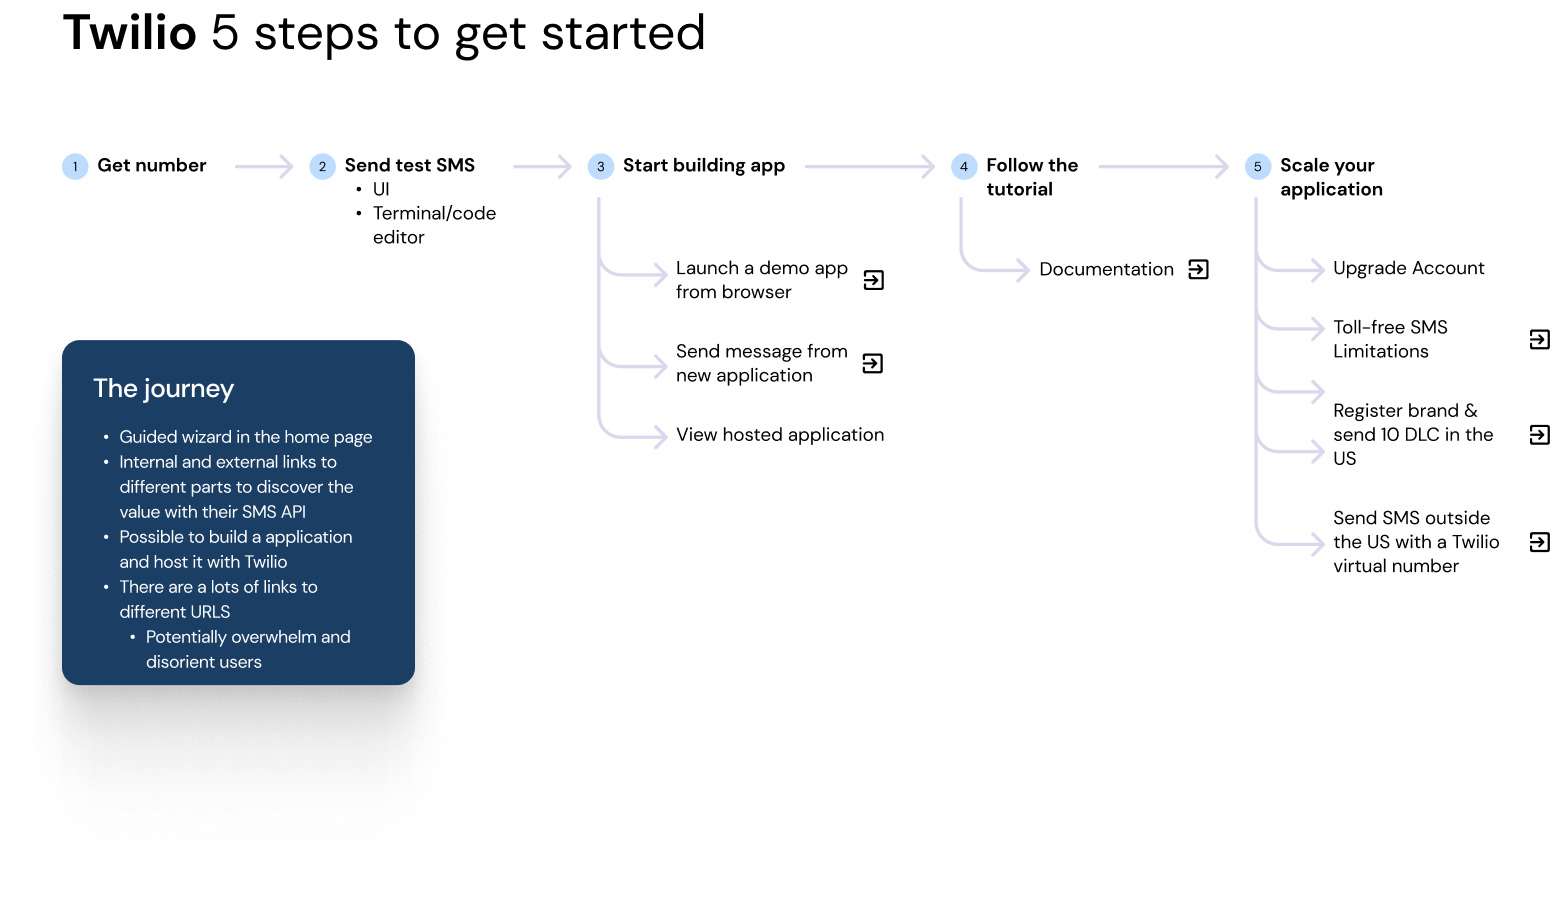 Twilio 5 steps to get started
1 Get number
2 Send test SMS
• UI
• Terminal/code
editor
3 Start building app
Launch a demo app
from browser
Send message from
new application
View hosted application
4 Follow the
tutorial
Documentation
5 Scale your
application
Upgrade Account
Toll-free SMS
Limitations
Register brand &
send 10 DLC in the
US
Send SMS outside
the US with a Twilio
virtual number
The journey
• Guided wizard in the home page
• Internal and external links to
different parts to discover the
value with their SMS API
• Possible to build a application
and host it with Twilio
• There are a lots of links to
different URLS
• Potentially overwhelm and
disorient users